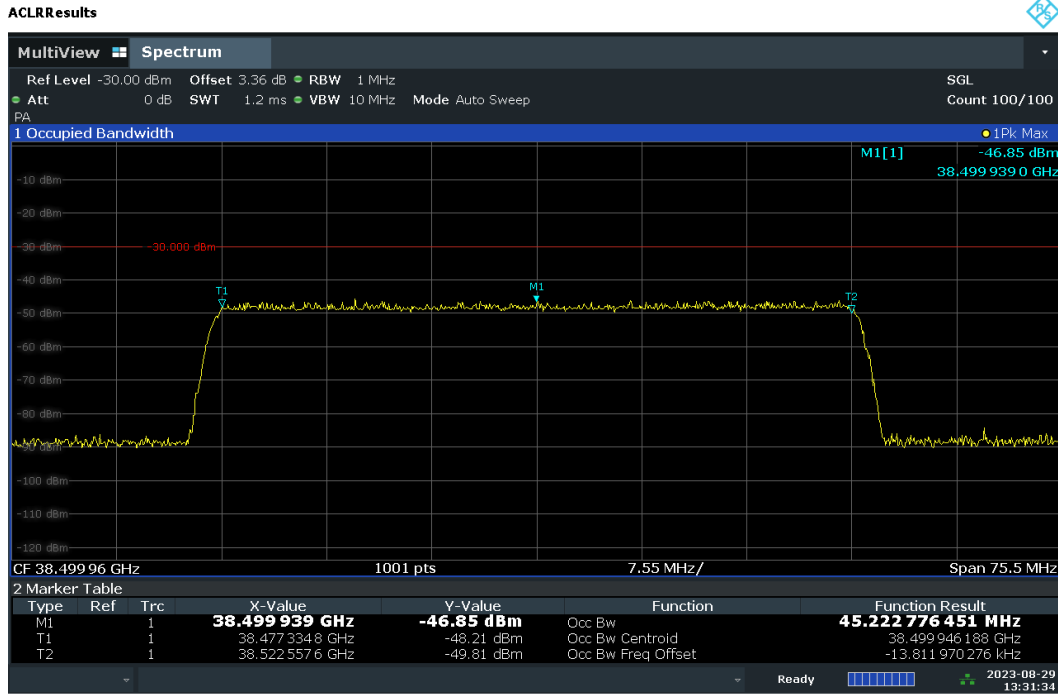 ACLRResults
R&S
MultiView Spectrum
Ref Level -30.00 dBm Offset 3.36 dB RBW 1 MHz SGL
Att 0 dB SWT 1.2 ms VBW 10 MHz Mode Auto Sweep Count 100/100
PA
1 Occupied Bandwidth 1Pk Max
M1[1] -46.85 dBm
38.499 939 0 GHz
-10 dBm
-20 dBm
-30 dBm -30.000 dBm
-40 dBm
T1 M1 T2
-50 dBm
-60 dBm
-70 dBm
-80 dBm
-90 dBm
-100 dBm
-110 dBm
-120 dBm
CF 38.499 96 GHz 1001 pts 7.55 MHz/ Span 75.5 MHz
2 Marker Table
Type Ref Trc X-Value Y-Value Function Function Result
M1 1 38.499 939 GHz -46.85 dBm Occ Bw 45.222 776 451 MHz
T1 1 38.477 334 8 GHz -48.21 dBm Occ Bw Centroid 38.499 946 188 GHz
T2 1 38.522 557 6 GHz -49.81 dBm Occ Bw Freq Offset -13.811 970 276 kHz
Ready 2023-08-29
13:31:34